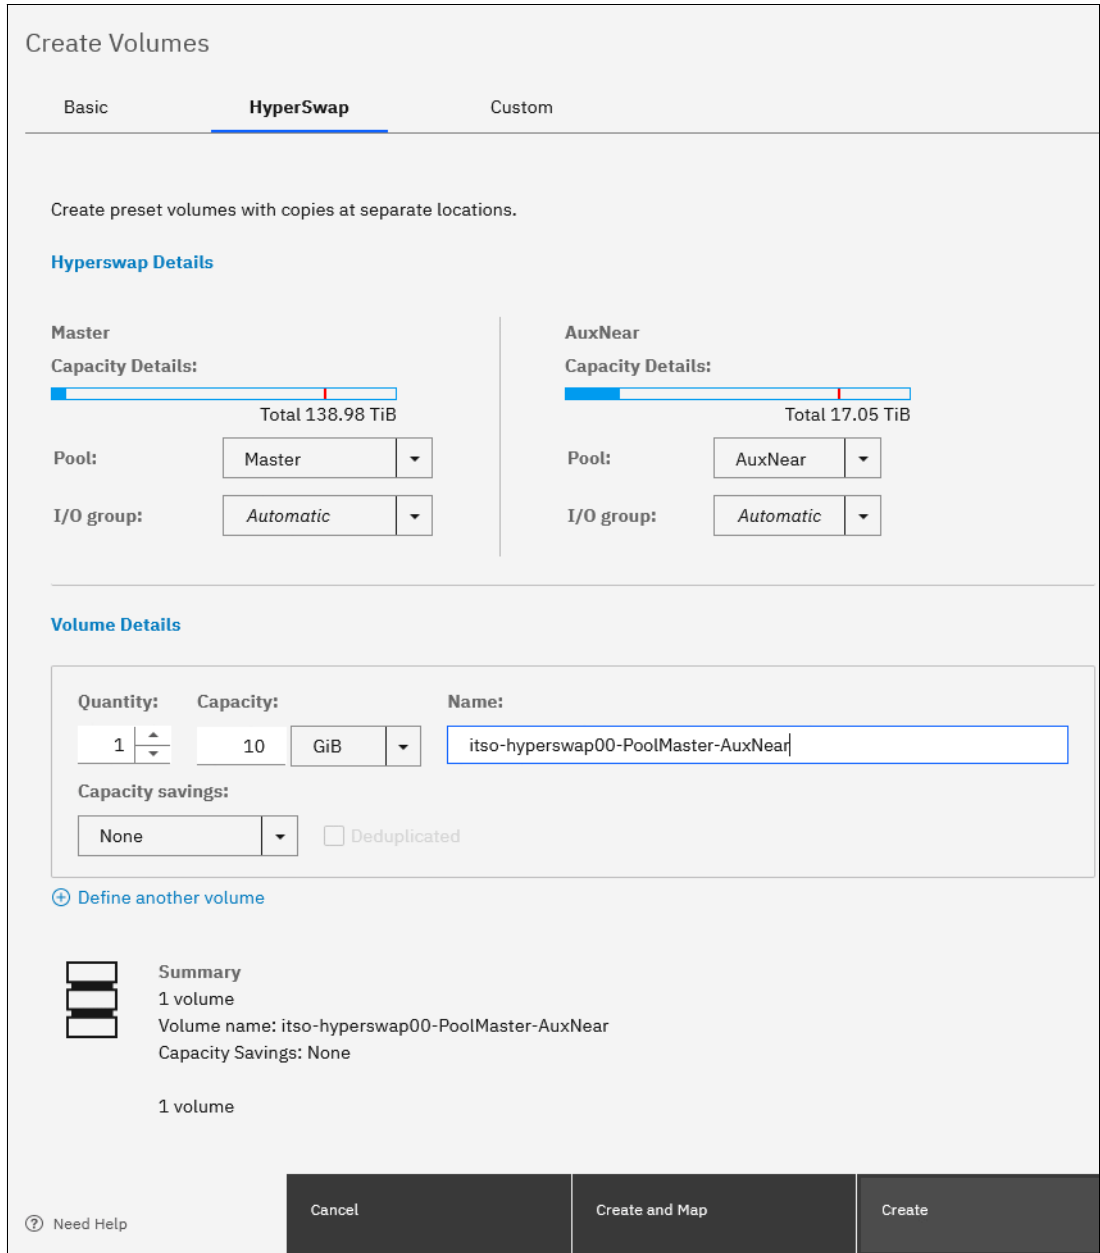 Create Volumes
Basic HyperSwap Custom
Create preset volumes with copies at separate locations.
Hyperswap Details
Master AuxNear
Capacity Details: Capacity Details:
Total 138.98 TiB Total 17.05 TiB
Pool: Master Pool: AuxNear
I/O group: Automatic I/O group: Automatic
Volume Details
Quantity: Capacity: Name:
1 10 GiB itso-hyperswap00-PoolMaster-AuxNear
Capacity savings:
None Deduplicated
Define another volume
Summary
1 volume
Volume name: itso-hyperswap00-PoolMaster-AuxNear
Capacity Savings: None
1 volume
? Need Help Cancel Create and Map Create